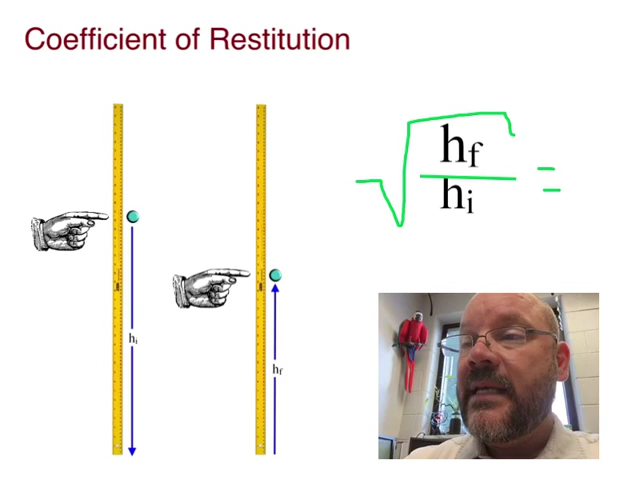 Coefficient of Restitution
hi
hf
√ hf
hi =